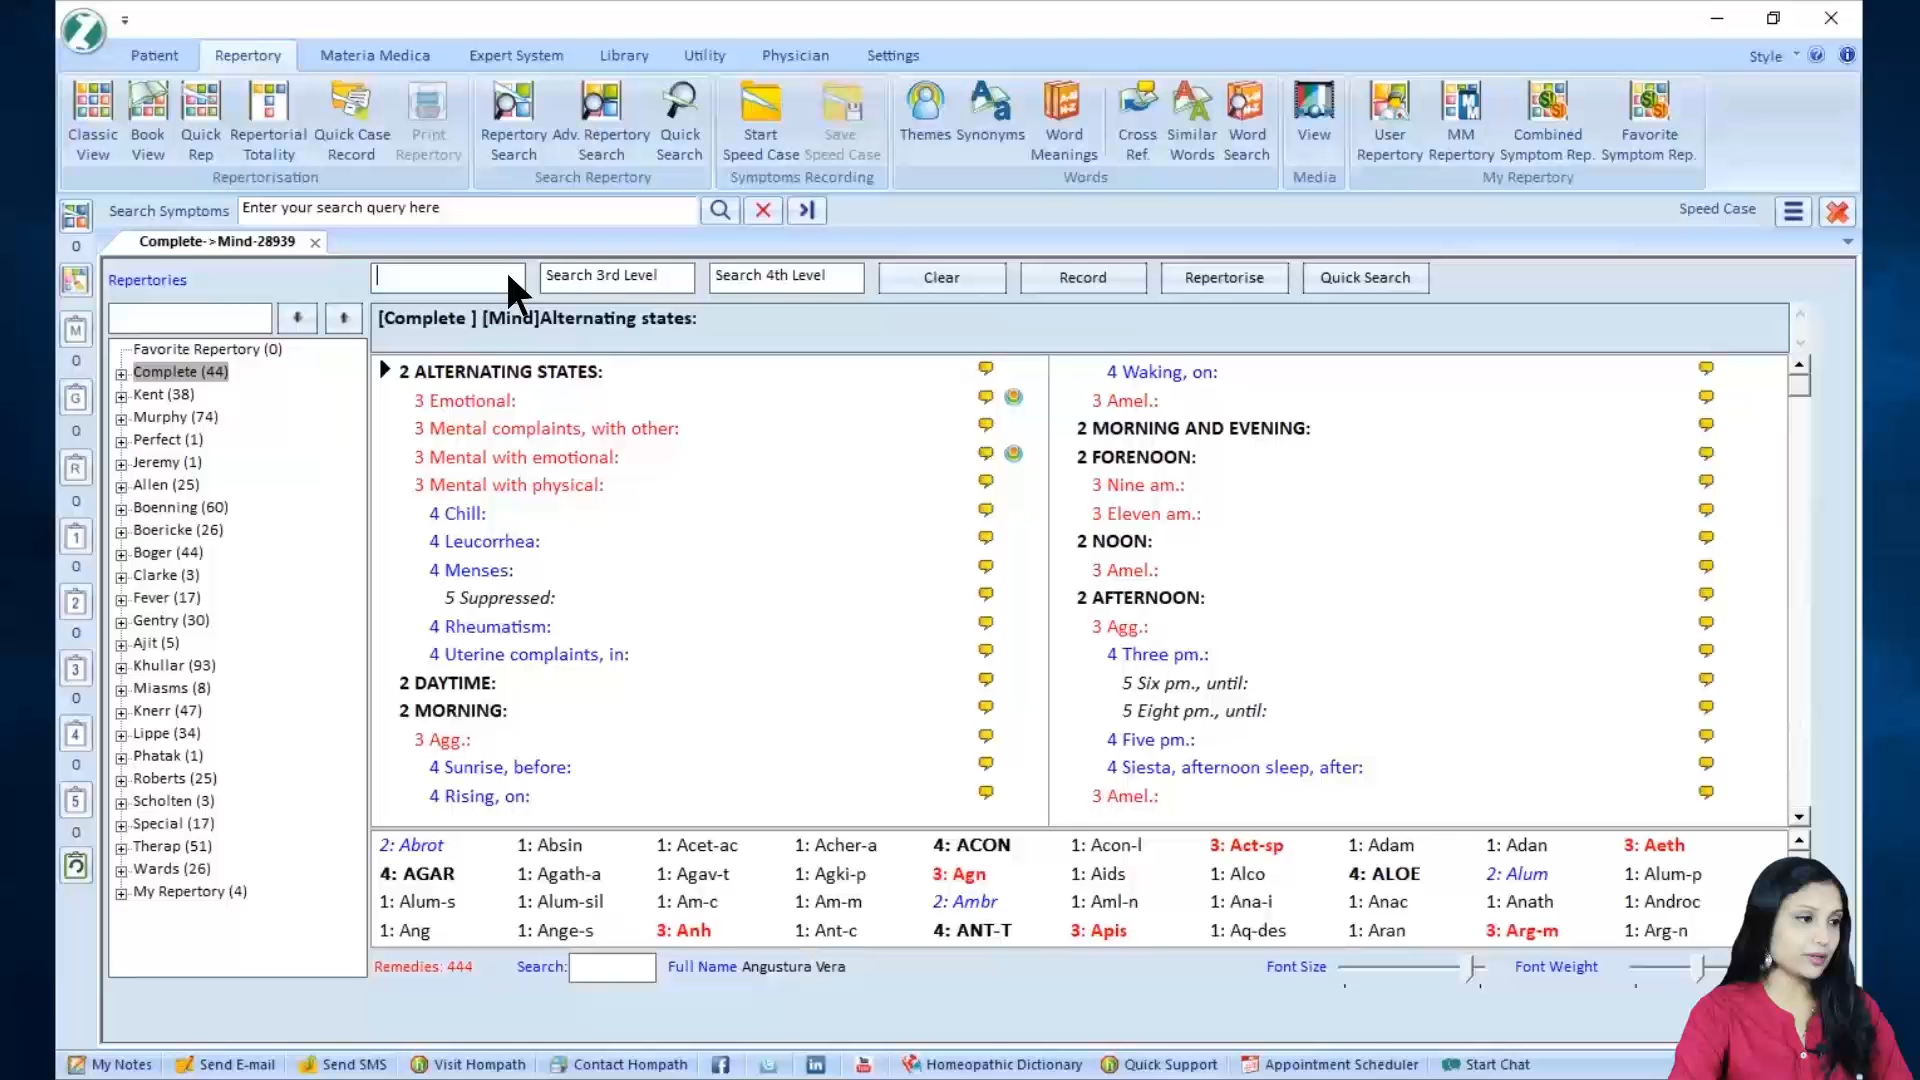 Patient Repertory Materia Medica Expert System Library Utility Physician Settings Style
Classic View Book View Quick Rep Repertorial Totality Quick Case Record Print Repertory
Repertorisation
Repertory Search Adv. Repertory Search Quick Search
Search Repertory
Start Speed Case Save Speed Case
Symptoms Recording
Themes Synonyms Word Meanings Cross Ref. Similar Words Word Search
Words
View
Media
User Repertory MM Repertory Combined Symptom Rep. Favorite Symptom Rep.
My Repertory
Search Symptoms Enter your search query here Speed Case
Complete->Mind-28939
Repertories
Search 3rd Level Search 4th Level Clear Record Repertorise Quick Search
[Complete ] [Mind]Alternating states:
0
M
0
G
0
R
0
1
0
2
0
3
0
4
0
5
0
Favorite Repertory (0)
Complete (44)
Kent (38)
Murphy (74)
Perfect (1)
Jeremy (1)
Allen (25)
Boenning (60)
Boericke (26)
Boger (44)
Clarke (3)
Fever (17)
Gentry (30)
Ajit (5)
Khullar (93)
Miasms (8)
Knerr (47)
Lippe (34)
Phatak (1)
Roberts (25)
Scholten (3)
Special (17)
Therap (51)
Wards (26)
My Repertory (4)
2 ALTERNATING STATES:
3 Emotional:
3 Mental complaints, with other:
3 Mental with emotional:
3 Mental with physical:
4 Chill:
4 Leucorrhea:
4 Menses:
5 Suppressed:
4 Rheumatism:
4 Uterine complaints, in:
2 DAYTIME:
2 MORNING:
3 Agg.:
4 Sunrise, before:
4 Rising, on:
4 Waking, on:
3 Amel.:
2 MORNING AND EVENING:
2 FORENOON:
3 Nine am.:
3 Eleven am.:
2 NOON:
3 Amel.:
2 AFTERNOON:
3 Agg.:
4 Three pm.:
5 Six pm., until:
5 Eight pm., until:
4 Five pm.:
4 Siesta, afternoon sleep, after:
3 Amel.:
2: Abrot 1: Absin 1: Acet-ac 1: Acher-a 4: ACON 1: Acon-l 3: Act-sp 1: Adam 1: Adan 3: Aeth
4: AGAR 1: Agath-a 1: Agav-t 1: Agki-p 3: Agn 1: Aids 1: Alco 4: ALOE 2: Alum 1: Alum-p
1: Alum-s 1: Alum-sil 1: Am-c 1: Am-m 2: Ambr 1: Aml-n 1: Ana-i 1: Anac 1: Anath 1: Androc
1: Ang 1: Ange-s 3: Anh 1: Ant-c 4: ANT-T 3: Apis 1: Aq-des 1: Aran 3: Arg-m 1: Arg-n
Remedies: 444 Search: Full Name Angustura Vera Font Size Font Weight
My Notes Send E-mail Send SMS Visit Hompath Contact Hompath Homeopathic Dictionary Quick Support Appointment Scheduler Start Chat